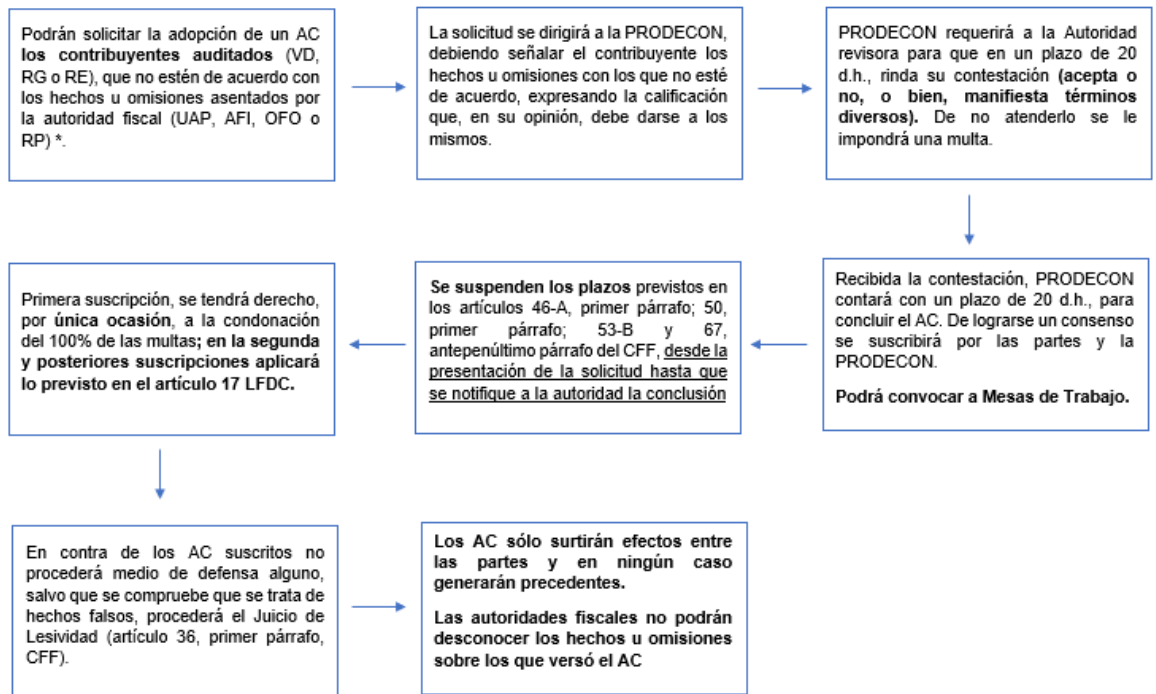 Podrán solicitar la adopción de un AC
los contribuyentes auditados (VD,
RG o RE), que no estén de acuerdo con
los hechos u omisiones asentados por
la autoridad fiscal (UAP, AFI, OFO o
RP) *.
La solicitud se dirigirá a la PRODECON,
debiendo señalar el contribuyente los
hechos u omisiones con los que no esté
de acuerdo, expresando la calificación
que, en su opinión, debe darse a los
mismos.
PRODECON requerirá a la Autoridad
revisora para que en un plazo de 20
d.h., rinda su contestación (acepta o
no, o bien, manifiesta términos
diversos). De no atenderlo se le
impondrá una multa.
Recibida la contestación, PRODECON
contará con un plazo de 20 d.h., para
concluir el AC. De lograrse un consenso
se suscribirá por las partes y la
PRODECON.
Podrá convocar a Mesas de Trabajo.
Se suspenden los plazos previstos en
los artículos 46-A, primer párrafo; 50,
primer párrafo; 53-B y 67,
antepenúltimo párrafo del CFF, desde la
presentación de la solicitud hasta que
se notifique a la autoridad la conclusión
Primera suscripción, se tendrá derecho,
por única ocasión, a la condonación
del 100% de las multas; en la segunda
y posteriores suscripciones aplicará
lo previsto en el artículo 17 LFDC.
En contra de los AC suscritos no
procederá medio de defensa alguno,
salvo que se compruebe que se trata de
hechos falsos, procederá el Juicio de
Lesividad (artículo 36, primer párrafo,
CFF).
Los AC sólo surtirán efectos entre
las partes y en ningún caso
generarán precedentes.
Las autoridades fiscales no podrán
desconocer los hechos u omisiones
sobre los que versó el AC